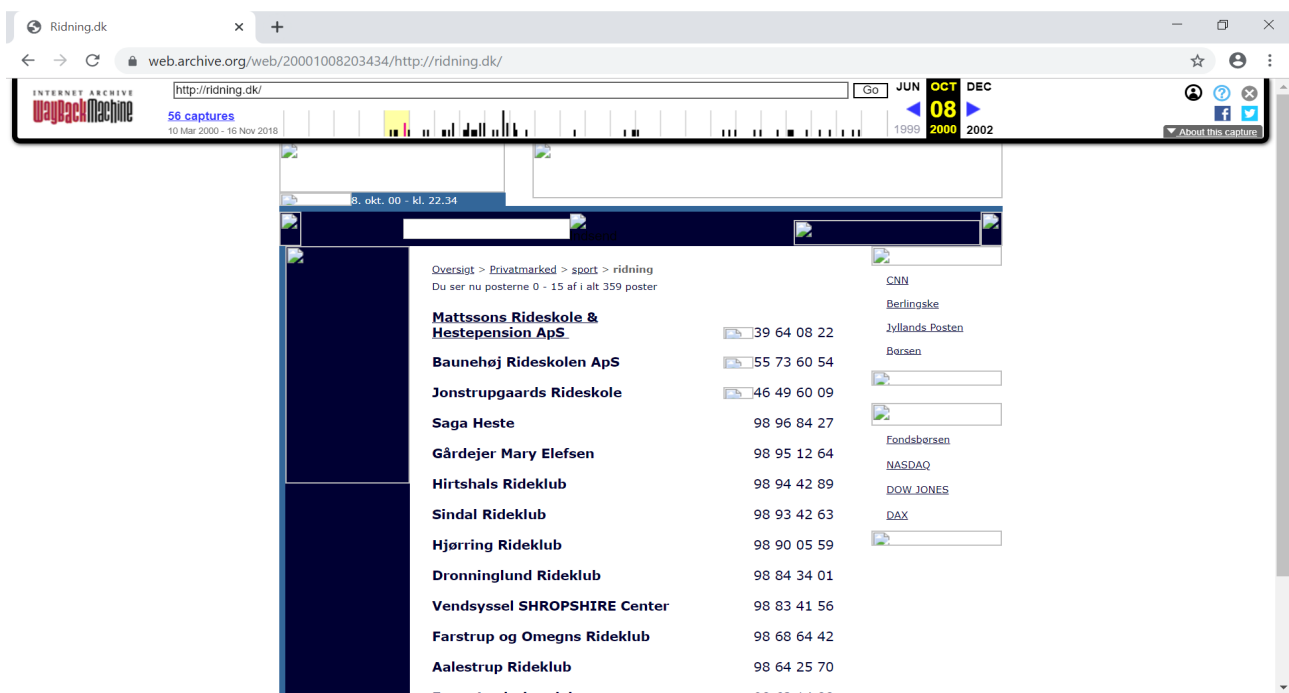 Ridning.dk
web.archive.org/web/20001008203434/http://ridning.dk/
INTERNET ARCHIVE
WayBackMachine
http://ridning.dk/
Go
JUN OCT DEC
56 captures
08
10 Mar 2000 - 16 Nov 2018
1999 2000 2002
About this capture
8. okt. 00 - kl. 22.34
Oversigt > Privatmarked > sport > ridning
Du ser nu posterne 0 - 15 af i alt 359 poster
Mattssons Rideskole &
Hestepension ApS 39 64 08 22
Baunehøj Rideskolen ApS 55 73 60 54
Jonstrupgaards Rideskole 46 49 60 09
Saga Heste 98 96 84 27
Gårdejer Mary Elefsen 98 95 12 64
Hirtshals Rideklub 98 94 42 89
Sindal Rideklub 98 93 42 63
Hjørring Rideklub 98 90 05 59
Dronninglund Rideklub 98 84 34 01
Vendsyssel SHROPSHIRE Center 98 83 41 56
Farstrup og Omegns Rideklub 98 68 64 42
Aalestrup Rideklub 98 64 25 70
CNN
Berlingske
Jyllands Posten
Børsen
Fondsbørsen
NASDAQ
DOW JONES
DAX